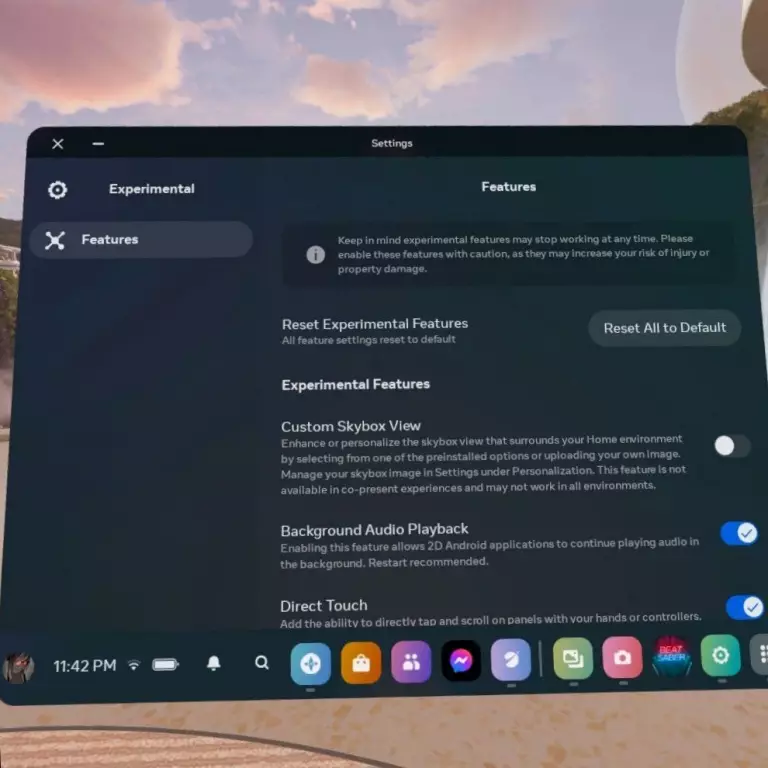 Settings
Experimental
Features
Features
Keep in mind experimental features may stop working at any time. Please
enable these features with caution, as they may increase your risk of injury or
property damage.
Reset Experimental Features
All feature settings reset to default
Reset All to Default
Experimental Features
Custom Skybox View
Enhance or personalize the skybox view that surrounds your Home environment
by selecting from one of the preinstalled options or uploading your own image.
Manage your skybox image in Settings under Personalization. This feature is not
available in co-present experiences and may not work in all environments.
Background Audio Playback
Enabling this feature allows 2D Android applications to continue playing audio in
the background. Restart recommended.
Direct Touch
Add the ability to directly tap and scroll on panels with your hands or controllers.
11:42 PM
BEAT
SABER